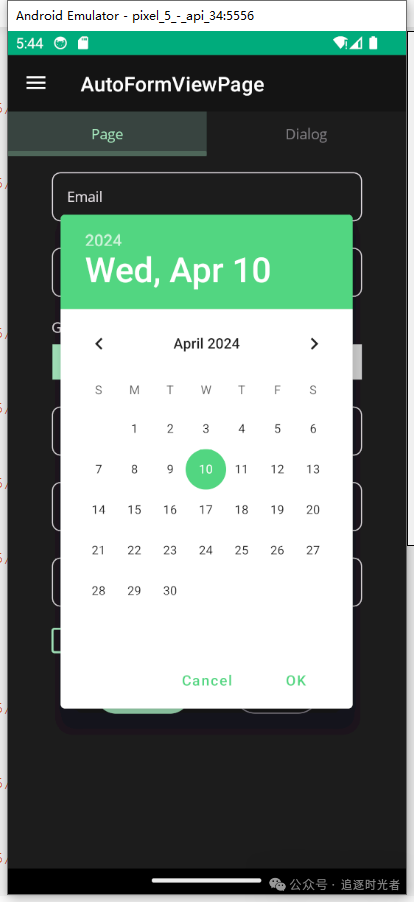 Android Emulator - pixel_5_-_api_34:5556
5:44
AutoFormViewPage
Page Dialog
Email
2024
Wed, Apr 10
G
April 2024
S M T W T F S
1 2 3 4 5 6
7 8 9 10 11 12 13
14 15 16 17 18 19 20
21 22 23 24 25 26 27
28 29 30
Cancel OK
公众号 · 追逐时光者